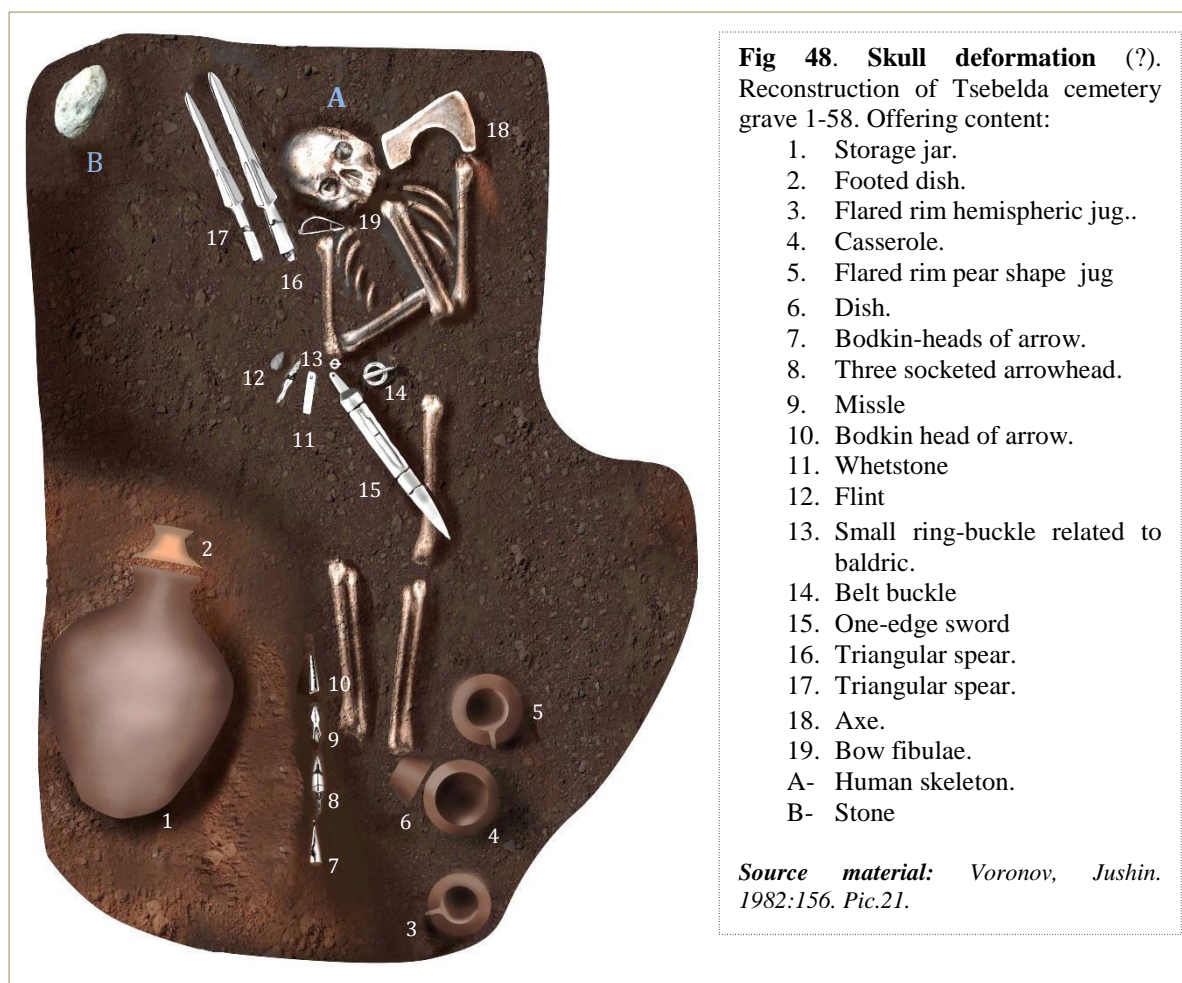 A
B
18
17
19
16
13
12
14
11
15
2
10
9
5
8
1
6
4
7
3
Fig 48. Skull deformation (?).
Reconstruction of Tsebelda cemetery
grave 1-58. Offering content:
1. Storage jar.
2. Footed dish.
3. Flared rim hemispheric jug..
4. Casserole.
5. Flared rim pear shape jug
6. Dish.
7. Bodkin-heads of arrow.
8. Three socketed arrowhead.
9. Missle
10. Bodkin head of arrow.
11. Whetstone
12. Flint
13. Small ring-buckle related to
baldric.
14. Belt buckle
15. One-edge sword
16. Triangular spear.
17. Triangular spear.
18. Axe.
19. Bow fibulae.
A- Human skeleton.
B- Stone
Source material: Voronov, Jushin.
1982:156. Pic.21.